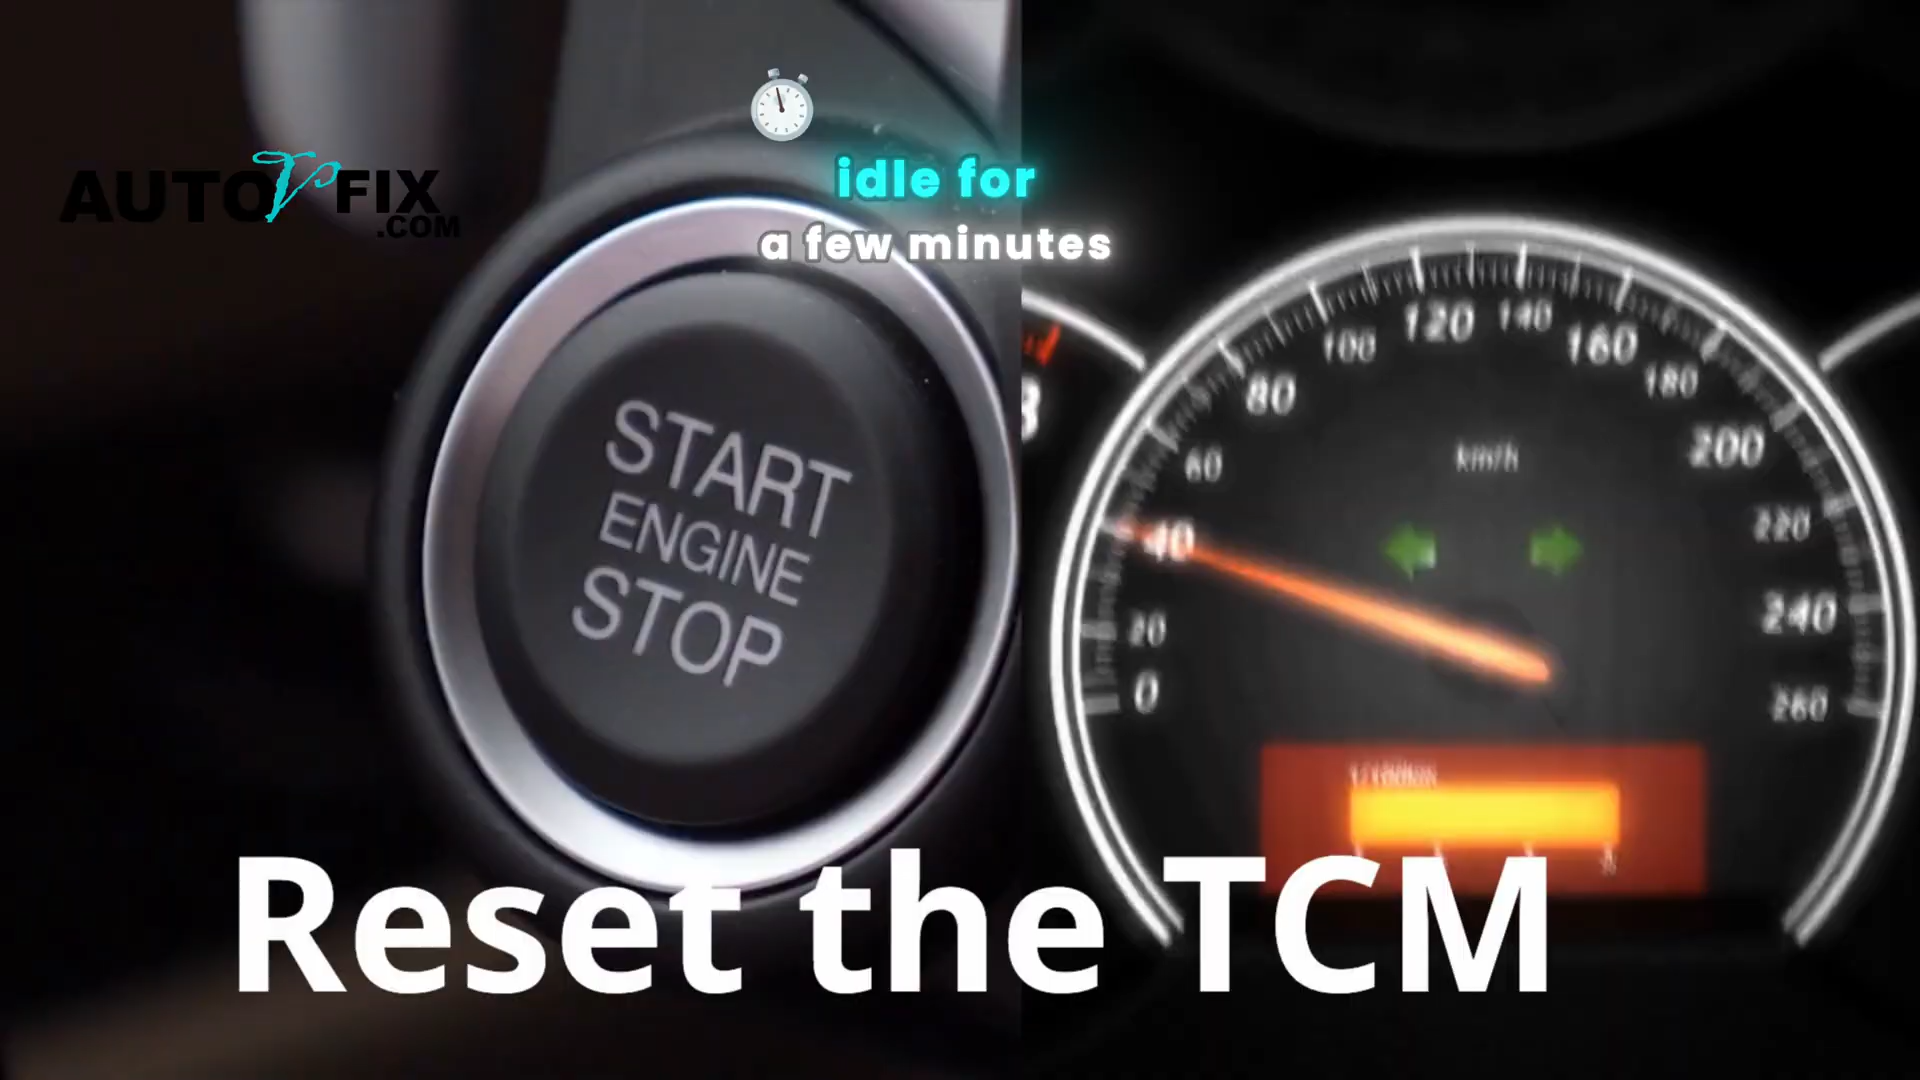 AUTOVFIX
.COM
idle for
a few minutes
START
ENGINE
STOP
0
20
40
60
80
100
120
140
160
180
200
220
240
260
km/h
Reset the TCM